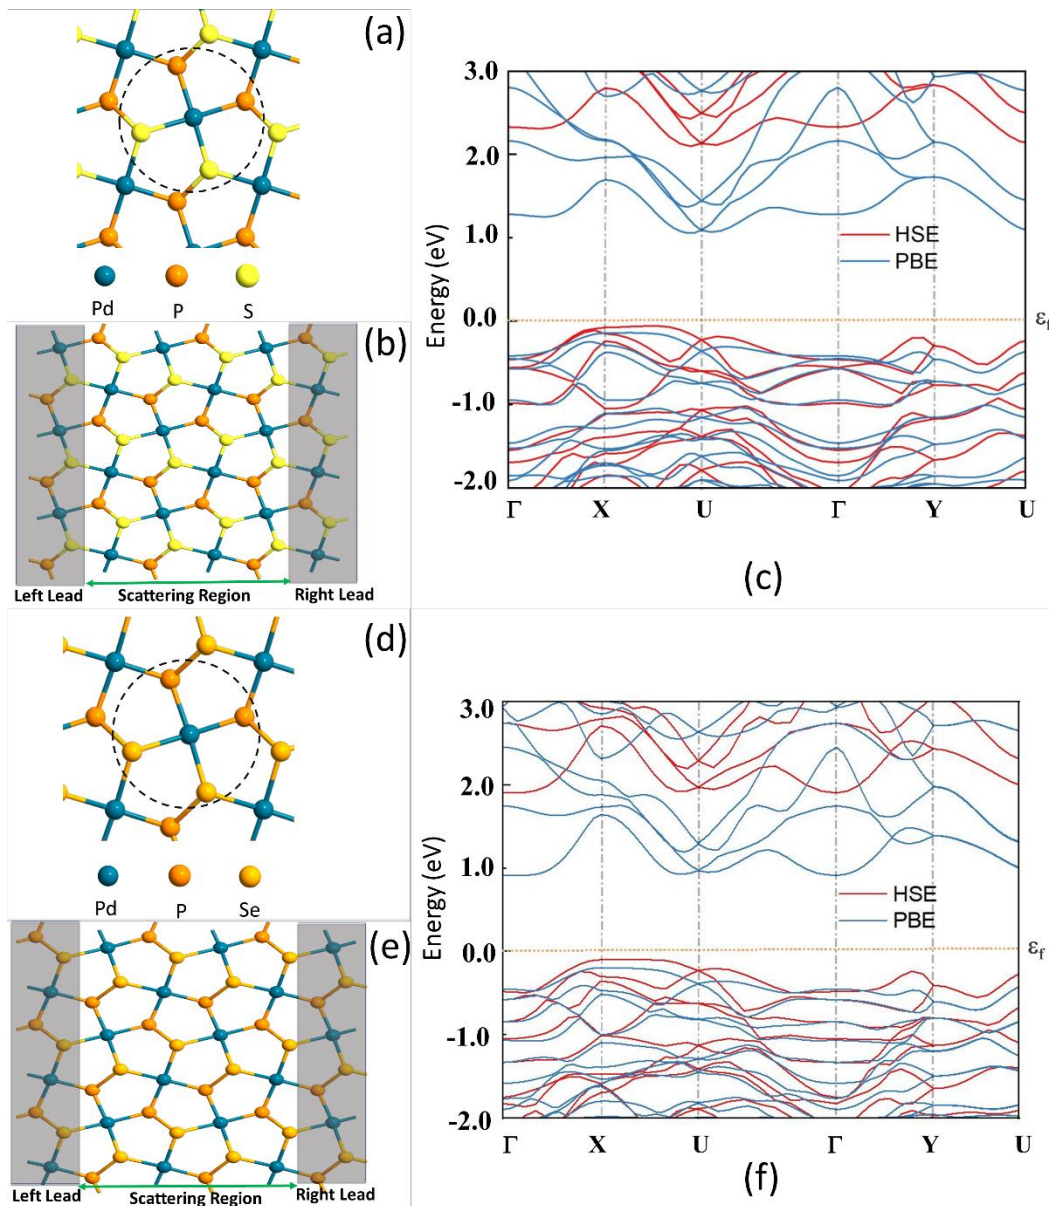 (a)
Pd P S
(b)
Left Lead Scattering Region Right Lead
3.0
2.0
1.0
0.0
-1.0
-2.0
Energy (eV)
HSE
PBE
εf
Γ X U Γ Y U
(c)
(d)
Pd P Se
(e)
Left Lead Scattering Region Right Lead
3.0
2.0
1.0
0.0
-1.0
-2.0
Energy (eV)
HSE
PBE
εf
Γ X U Γ Y U
(f)